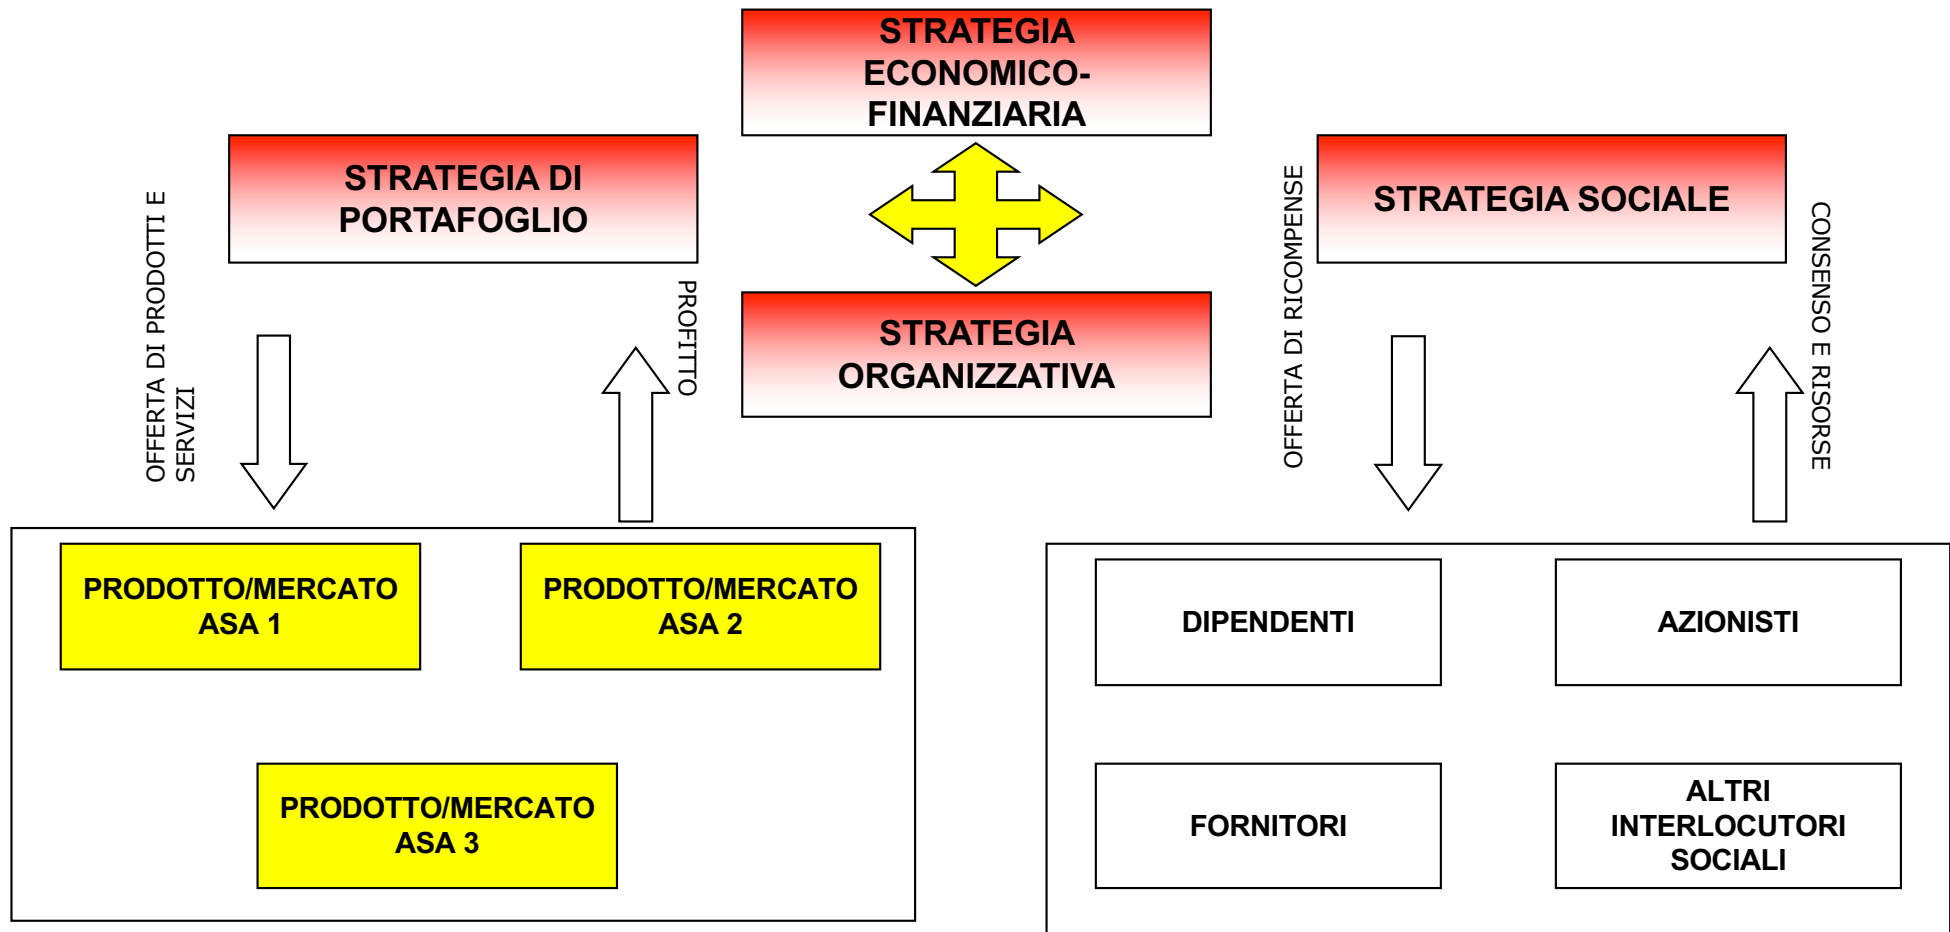 STRATEGIA
ECONOMICO-
FINANZIARIA
STRATEGIA DI
PORTAFOGLIO
STRATEGIA SOCIALE
STRATEGIA
ORGANIZZATIVA
OFFERTA DI PRODOTTI E
SERVIZI
PROFITTO
OFFERTA DI RICOMPENSE
CONSENSO E RISORSE
PRODOTTO/MERCATO
ASA 1
PRODOTTO/MERCATO
ASA 2
PRODOTTO/MERCATO
ASA 3
DIPENDENTI
AZIONISTI
FORNITORI
ALTRI
INTERLOCUTORI
SOCIALI